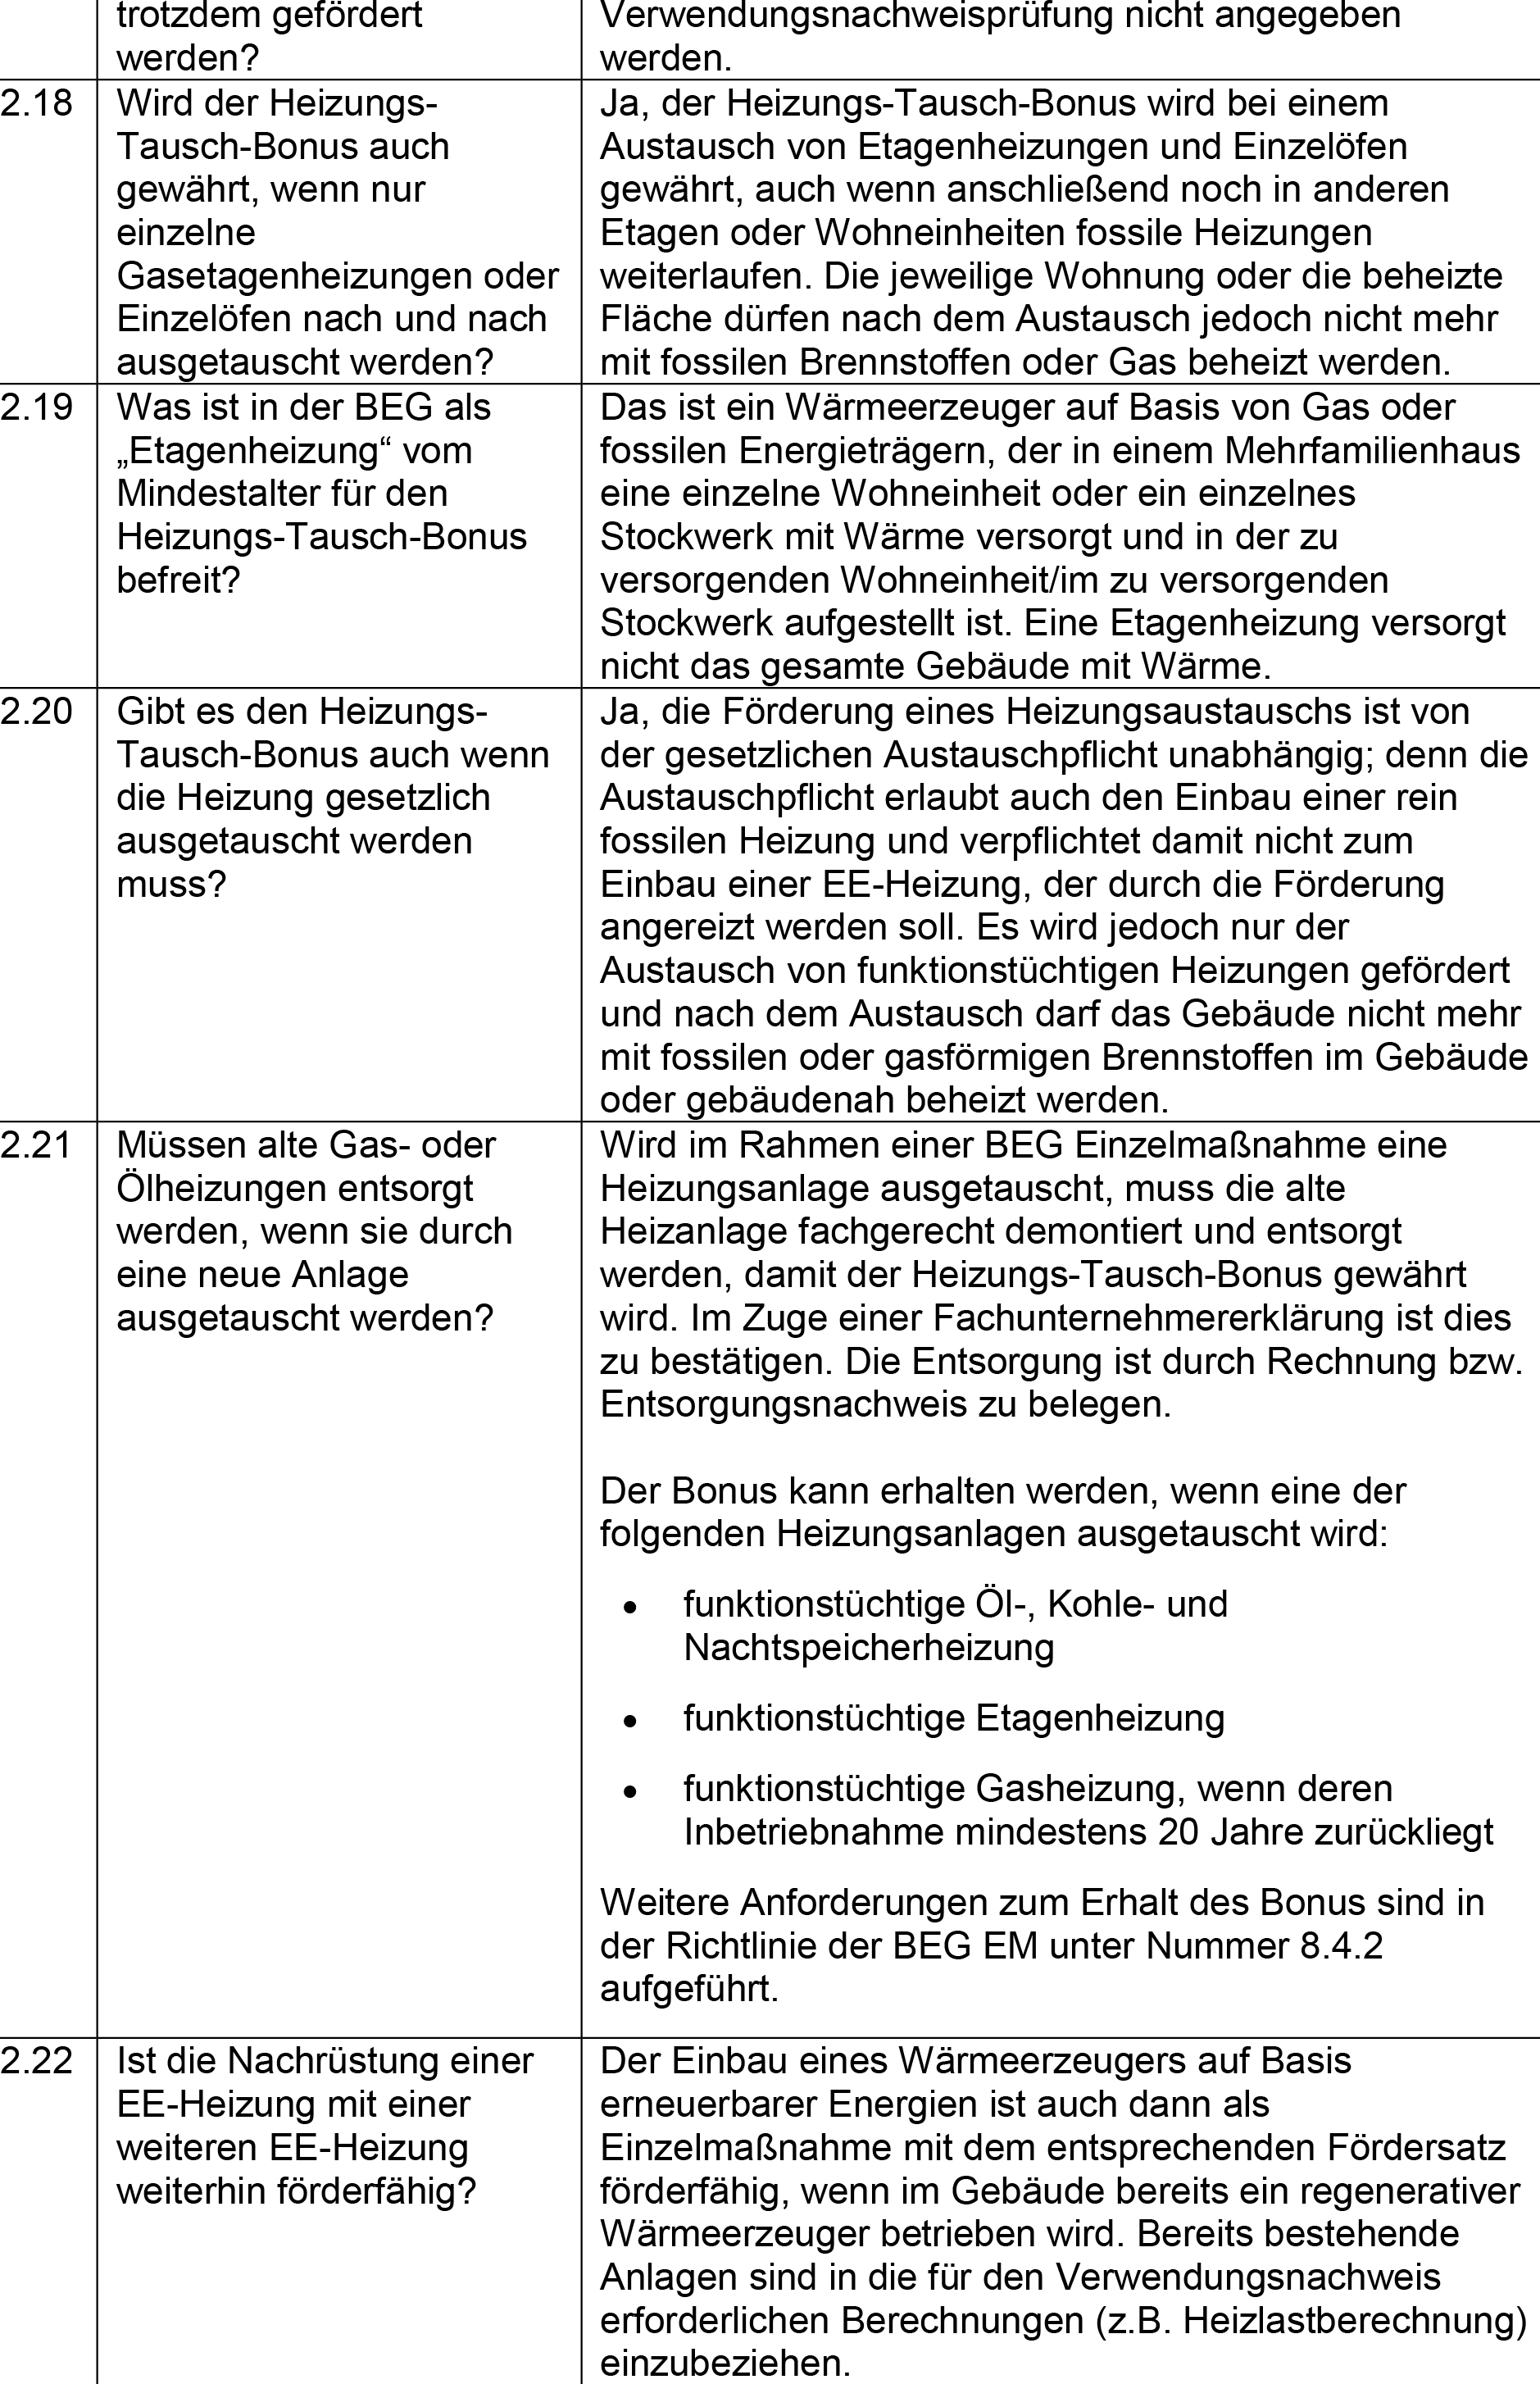 trotzdem gefördert
werden?
Verwendungsnachweisprüfung nicht angegeben
werden.
2.18
Wird der Heizungs-
Tausch-Bonus auch
gewährt, wenn nur
einzelne
Gasetagenheizungen oder
Einzelöfen nach und nach
ausgetauscht werden?
Ja, der Heizungs-Tausch-Bonus wird bei einem
Austausch von Etagenheizungen und Einzelöfen
gewährt, auch wenn anschließend noch in anderen
Etagen oder Wohneinheiten fossile Heizungen
weiterlaufen. Die jeweilige Wohnung oder die beheizte
Fläche dürfen nach dem Austausch jedoch nicht mehr
mit fossilen Brennstoffen oder Gas beheizt werden.
2.19
Was ist in der BEG als
„Etagenheizung“ vom
Mindestalter für den
Heizungs-Tausch-Bonus
befreit?
Das ist ein Wärmeerzeuger auf Basis von Gas oder
fossilen Energieträgern, der in einem Mehrfamilienhaus
eine einzelne Wohneinheit oder ein einzelnes
Stockwerk mit Wärme versorgt und in der zu
versorgenden Wohneinheit/im zu versorgenden
Stockwerk aufgestellt ist. Eine Etagenheizung versorgt
nicht das gesamte Gebäude mit Wärme.
2.20
Gibt es den Heizungs-
Tausch-Bonus auch wenn
die Heizung gesetzlich
ausgetauscht werden
muss?
Ja, die Förderung eines Heizungsaustauschs ist von
der gesetzlichen Austauschpflicht unabhängig; denn die
Austauschpflicht erlaubt auch den Einbau einer rein
fossilen Heizung und verpflichtet damit nicht zum
Einbau einer EE-Heizung, der durch die Förderung
angereizt werden soll. Es wird jedoch nur der
Austausch von funktionstüchtigen Heizungen gefördert
und nach dem Austausch darf das Gebäude nicht mehr
mit fossilen oder gasförmigen Brennstoffen im Gebäude
oder gebäudenah beheizt werden.
2.21
Müssen alte Gas- oder
Ölheizungen entsorgt
werden, wenn sie durch
eine neue Anlage
ausgetauscht werden?
Wird im Rahmen einer BEG Einzelmaßnahme eine
Heizungsanlage ausgetauscht, muss die alte
Heizanlage fachgerecht demontiert und entsorgt
werden, damit der Heizungs-Tausch-Bonus gewährt
wird. Im Zuge einer Fachunternehmererklärung ist dies
zu bestätigen. Die Entsorgung ist durch Rechnung bzw.
Entsorgungsnachweis zu belegen.
Der Bonus kann erhalten werden, wenn eine der
folgenden Heizungsanlagen ausgetauscht wird:
• funktionstüchtige Öl-, Kohle- und
Nachtspeicherheizung
• funktionstüchtige Etagenheizung
• funktionstüchtige Gasheizung, wenn deren
Inbetriebnahme mindestens 20 Jahre zurückliegt
Weitere Anforderungen zum Erhalt des Bonus sind in
der Richtlinie der BEG EM unter Nummer 8.4.2
aufgeführt.
2.22
Ist die Nachrüstung einer
EE-Heizung mit einer
weiteren EE-Heizung
weiterhin förderfähig?
Der Einbau eines Wärmeerzeugers auf Basis
erneuerbarer Energien ist auch dann als
Einzelmaßnahme mit dem entsprechenden Fördersatz
förderfähig, wenn im Gebäude bereits ein regenerativer
Wärmeerzeuger betrieben wird. Bereits bestehende
Anlagen sind in die für den Verwendungsnachweis
erforderlichen Berechnungen (z.B. Heizlastberechnung)
einzubeziehen.